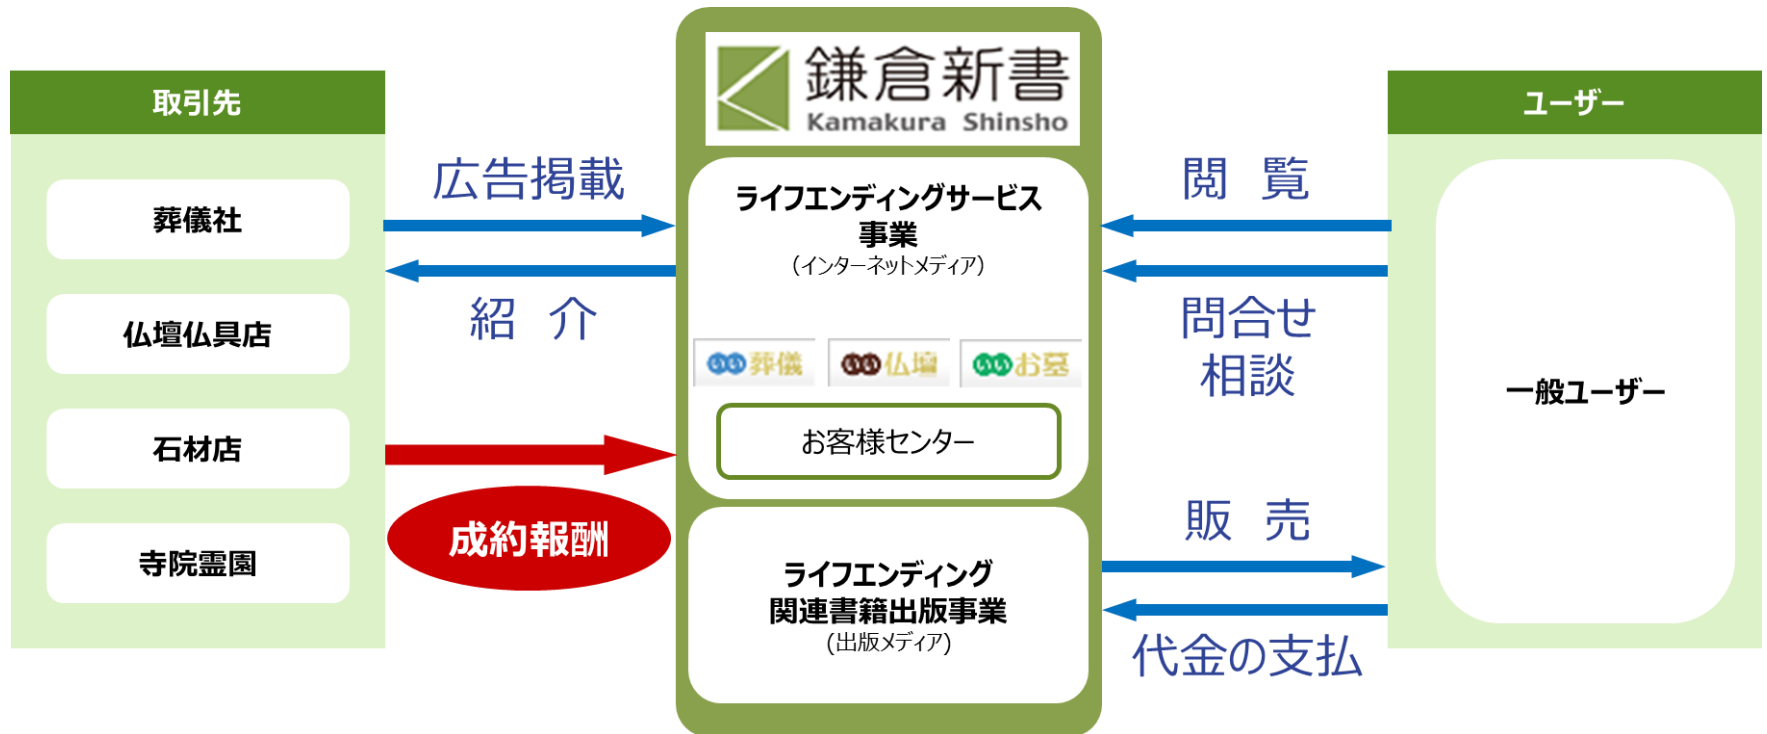 取引先
葬儀社
仏壇仏具店
石材店
寺院霊園
広告掲載
紹 介
成約報酬
鎌倉新書
Kamakura Shinsho
ライフエンディングサービス
事業
（インターネットメディア）
いい葬儀
いい仏壇
いいお墓
お客様センター
ライフエンディング
関連書籍出版事業
(出版メディア)
閲 覧
問合せ
相談
販 売
代金の支払
ユーザー
一般ユーザー